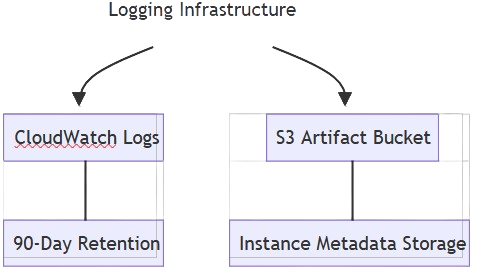 Logging Infrastructure
CloudWatch Logs
S3 Artifact Bucket
90-Day Retention
Instance Metadata Storage